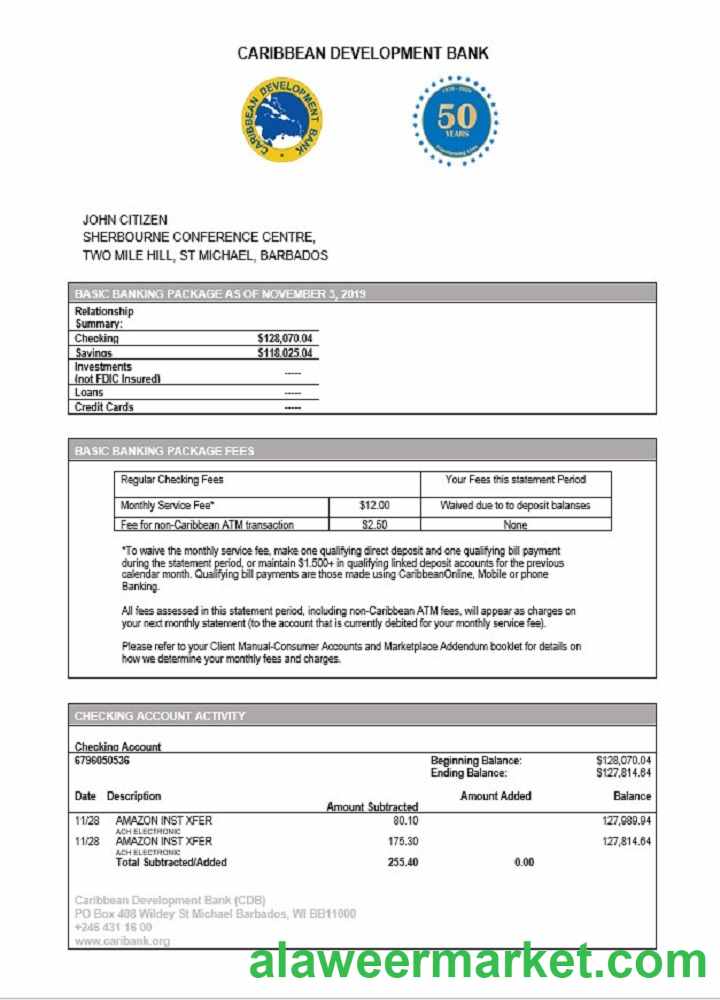 CARIBBEAN DEVELOPMENT BANK
CARIBBEAN DEVELOPMENT BANK
50
YEARS
JOHN CITIZEN
SHERBOURNE CONFERENCE CENTRE,
TWO MILE HILL, ST MICHAEL, BARBADOS
BASIC BANKING PACKAGE AS OF NOVEMBER 3, 2019
Relationship
Summary:
Checking $128,070.04
Savings $118,025.04
Investments
(not FDIC Insured) -----
Loans -----
Credit Cards -----
BASIC BANKING PACKAGE FEES
Regular Checking Fees Your Fees this statement Period
Monthly Service Fee* $12.00 Waived due to to deposit balanses
Fee for non-Caribbean ATM transaction $2.50 None
*To waive the monthly service fee, make one qualifying direct deposit and one qualifying bill payment
during the statement period, or maintain $1.500+ in qualifying linked deposit accounts for the previous
calendar month. Qualifying bill payments are those made using CaribbeanOnline, Mobile or phone
Banking.
All fees assessed in this statement period, including non-Caribbean ATM fees, will appear as charges on
your next monthly statement (to the account that is currently debited for your monthly service fee).
Please refer to your Client Manual-Consumer Accounts and Marketplace Addendum booklet for details on
how we determine your monthly fees and charges.
CHECKING ACCOUNT ACTIVITY
Checking Account
6796050536 Beginning Balance: $128,070.04
Ending Balance: $127,814.64
Date Description Amount Subtracted Amount Added Balance
11/28 AMAZON INST XFER 80.10 127,989.94
ACH ELECTRONIC
11/28 AMAZON INST XFER 175.30 127,814.64
ACH ELECTRONIC
Total Subtracted/Added 255.40 0.00
Caribbean Development Bank (CDB)
PO Box 408 Wildey St Michael Barbados, WI BB11000
+246 431 16 00
www.caribank.org
alaweermarket.com